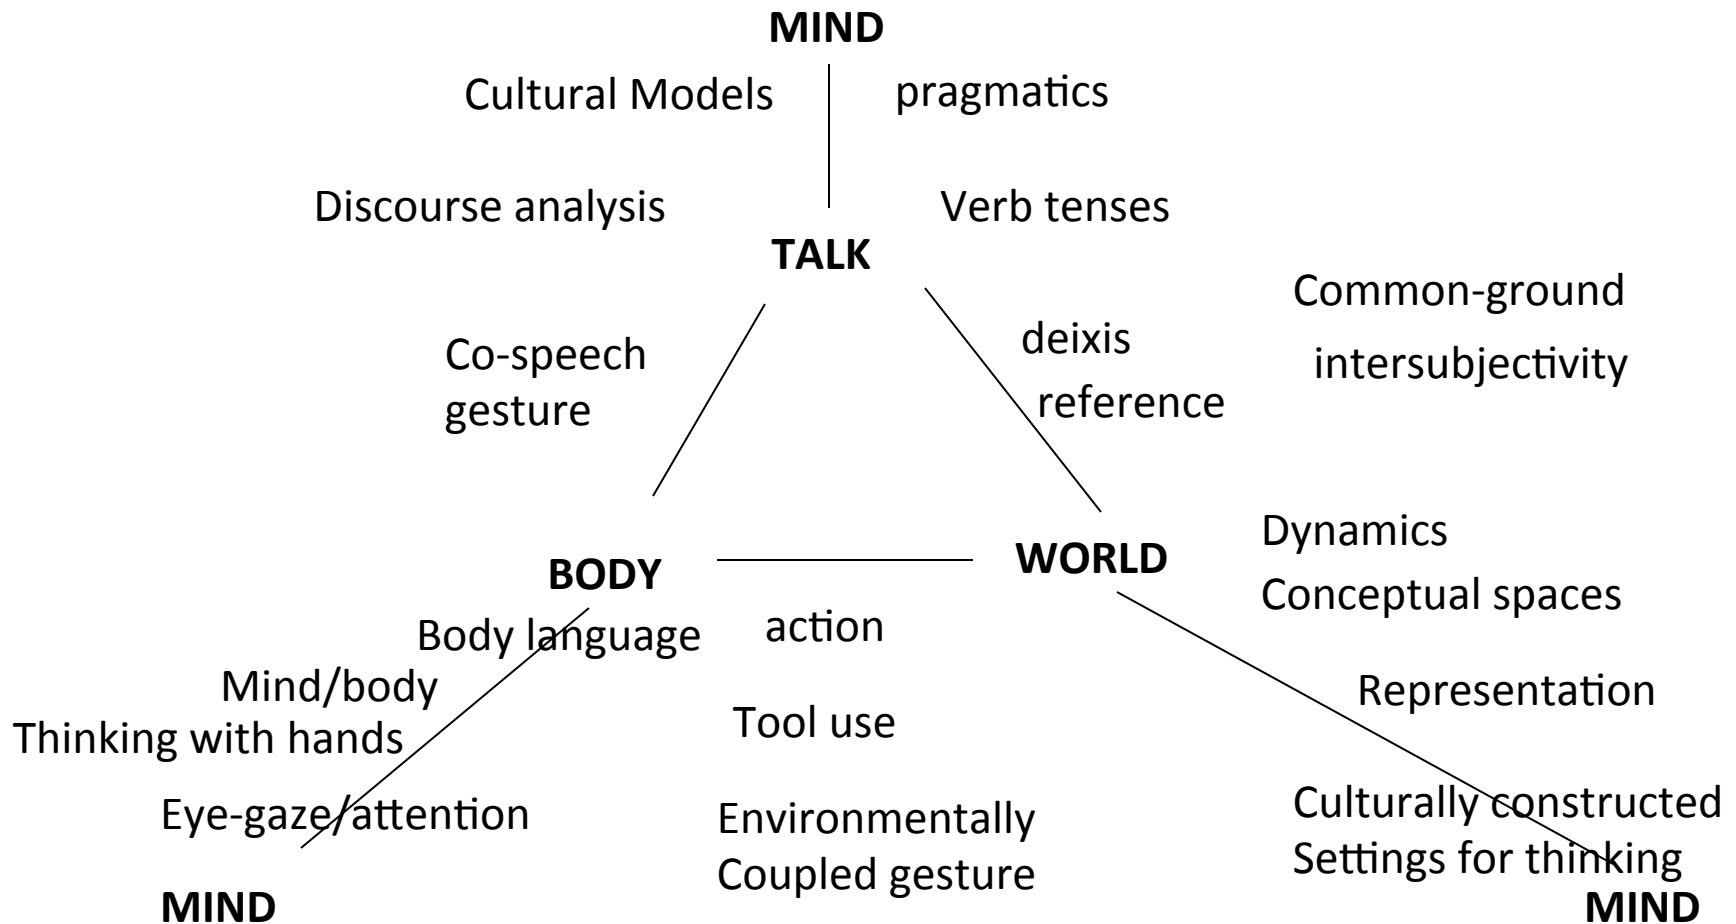 MIND
Cultural Models
pragmatics
Discourse analysis
Verb tenses
TALK
Common-ground
deixis
intersubjectivity
Co-speech
gesture
reference
Dynamics
WORLD
BODY
Conceptual spaces
Body language
action
Mind/body
Representation
Thinking with hands
Tool use
Eye-gaze/attention
Environmentally
Coupled gesture
Culturally constructed
Settings for thinking
MIND
MIND